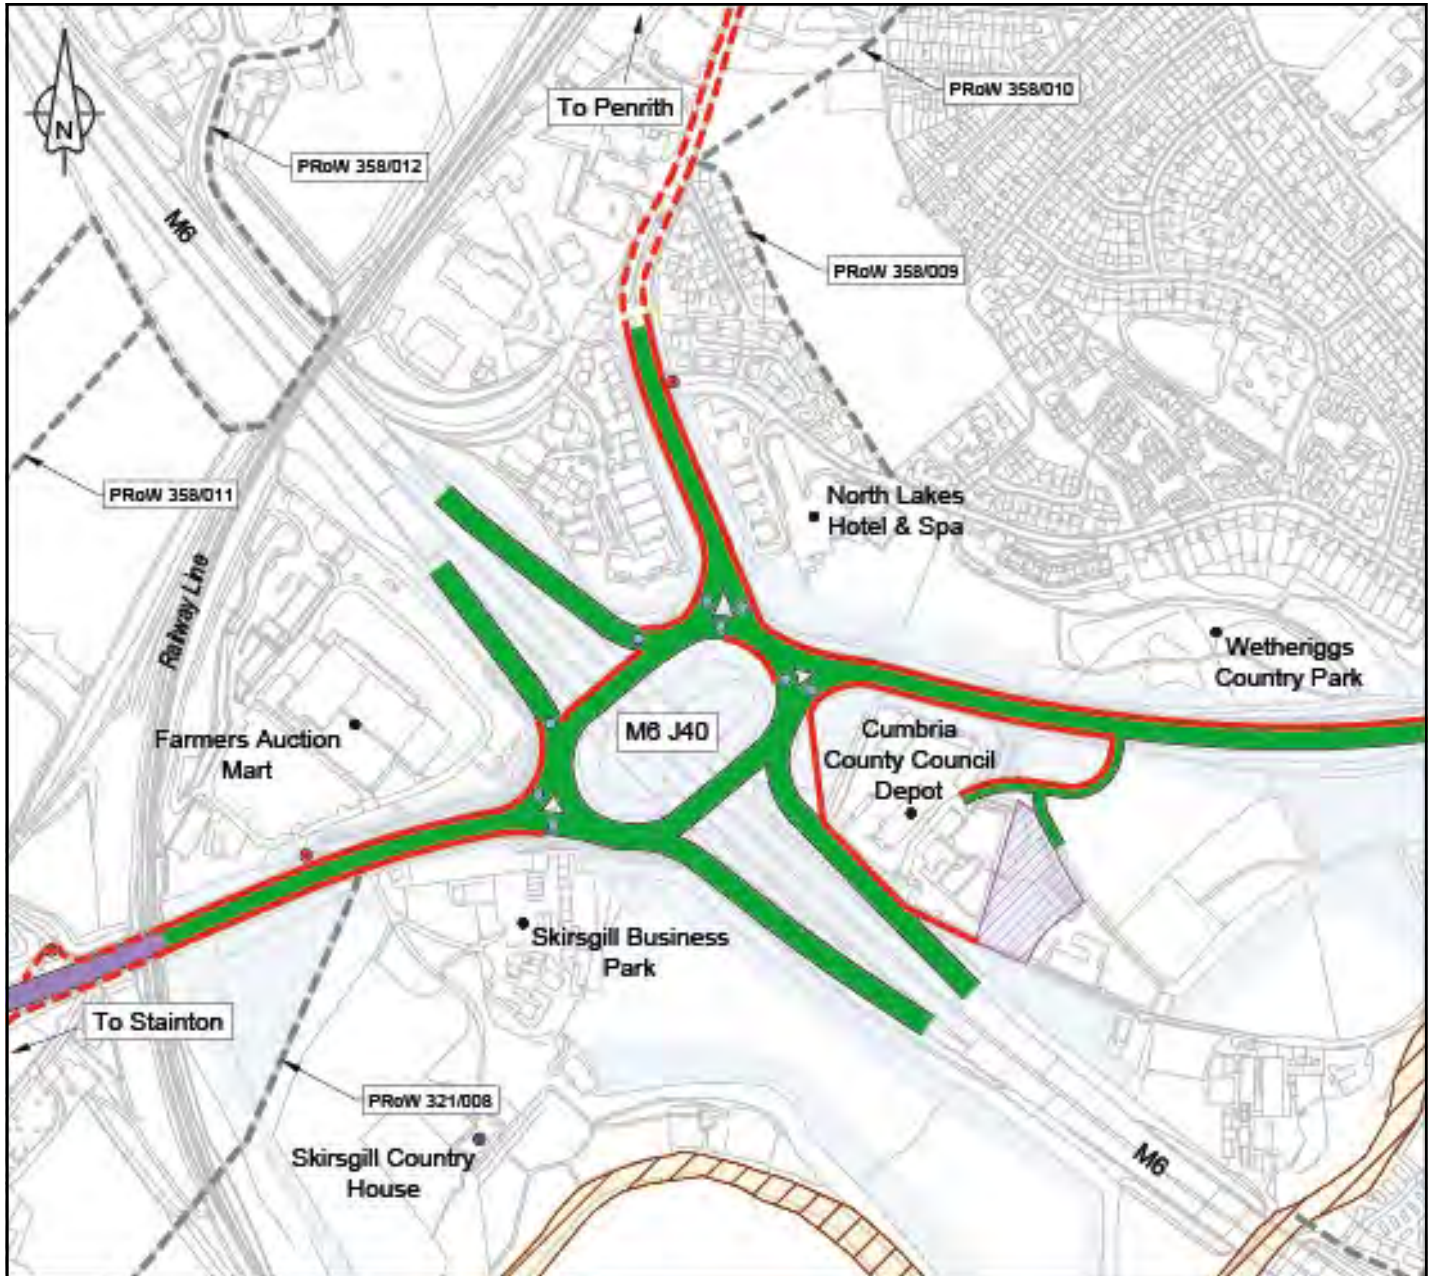 To Penrith
PRoW 358/010
N
PRoW 358/012
M6
PRoW 358/009
PRoW 358/011
North Lakes
Hotel & Spa
Railway Line
Wetheriggs
Country Park
M6 J40
Farmers Auction
Mart
Cumbria
County Council
Depot
Skirsgill Business
Park
To Stainton
PRoW 321/008
Skirsgill Country
House
M6